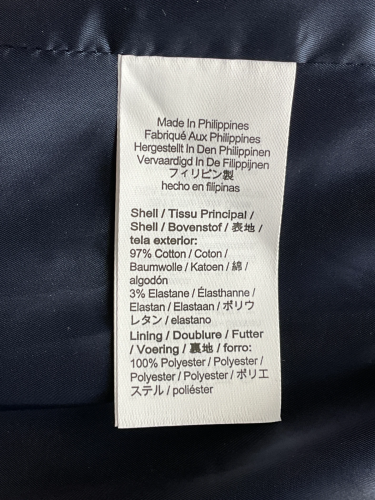 Made In Philippines
Fabriqué Aux Philippines
Hergestellt In Den Philippinen
Vervaardigd In De Filippijnen
フィリピン製
hecho en filipinas
Shell / Tissu Principal /
Shell / Bovenstof / 表地 /
tela exterior:
97% Cotton / Coton /
Baumwolle / Katoen / 綿 /
algodón
3% Elastane / Élasthanne /
Elastan / Elastaan / ポリウ
レタン / elastano
Lining / Doublure / Futter
/ Voering / 裏地 / forro:
100% Polyester / Polyester /
Polyester / Polyester / ポリエ
ステル / poliéster